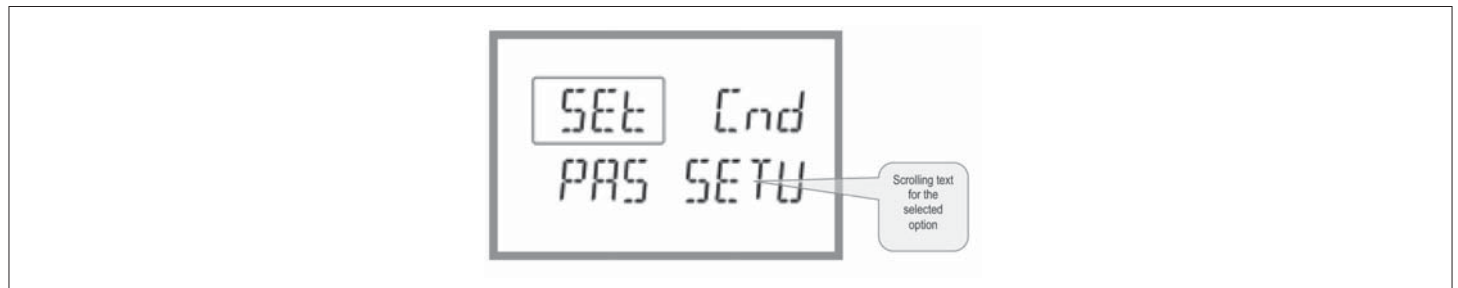 SEt Cnd
PAS SETU
Scrolling text
for the
selected
option